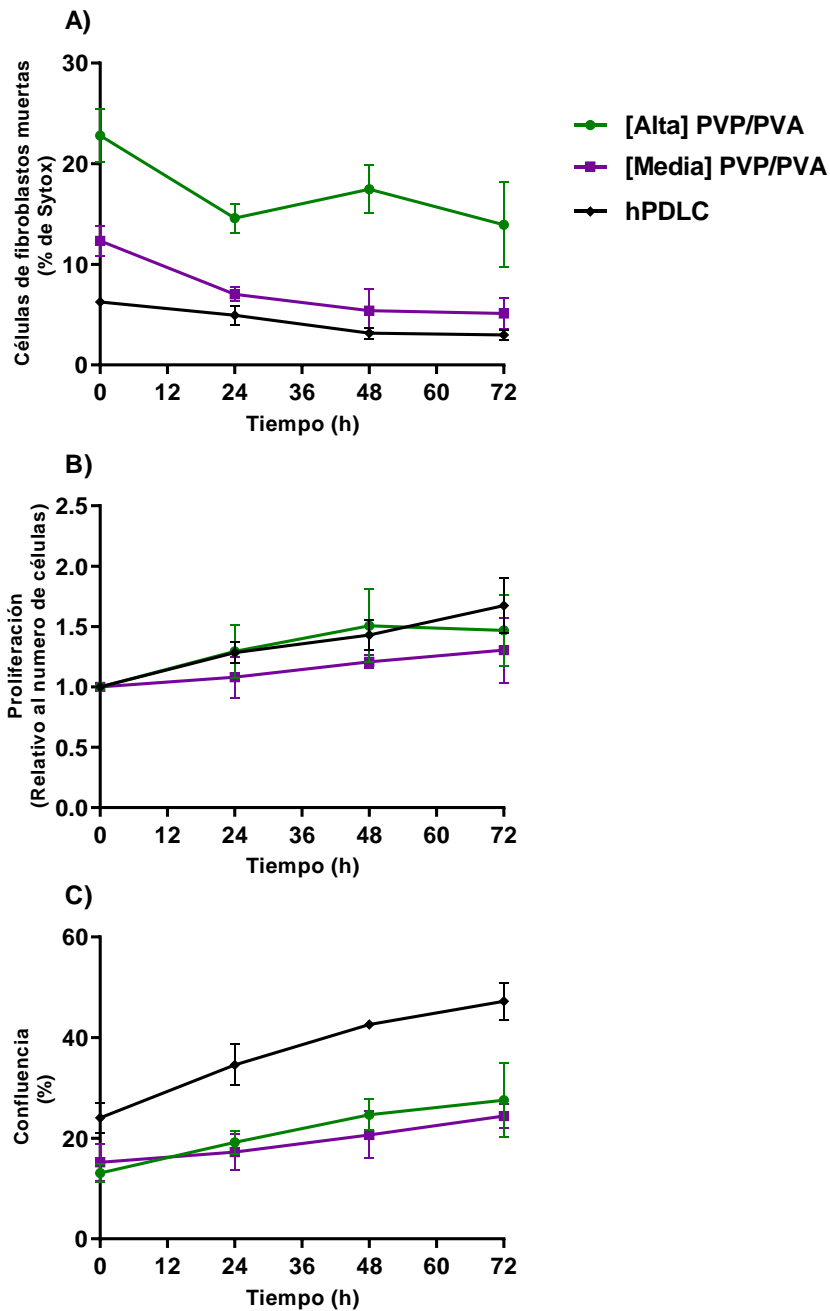 A)
Células de fibroblastos muertas
(% de Sytox)
30
20
10
0
0 12 24 36 48 60 72
Tiempo (h)
[Alta] PVP/PVA
[Media] PVP/PVA
hPDLC
B)
Proliferación
(Relativo al numero de células)
2.5
2.0
1.5
1.0
0.5
0.0
0 12 24 36 48 60 72
Tiempo (h)
C)
Confluencia
(%)
60
40
20
0
0 12 24 36 48 60 72
Tiempo (h)